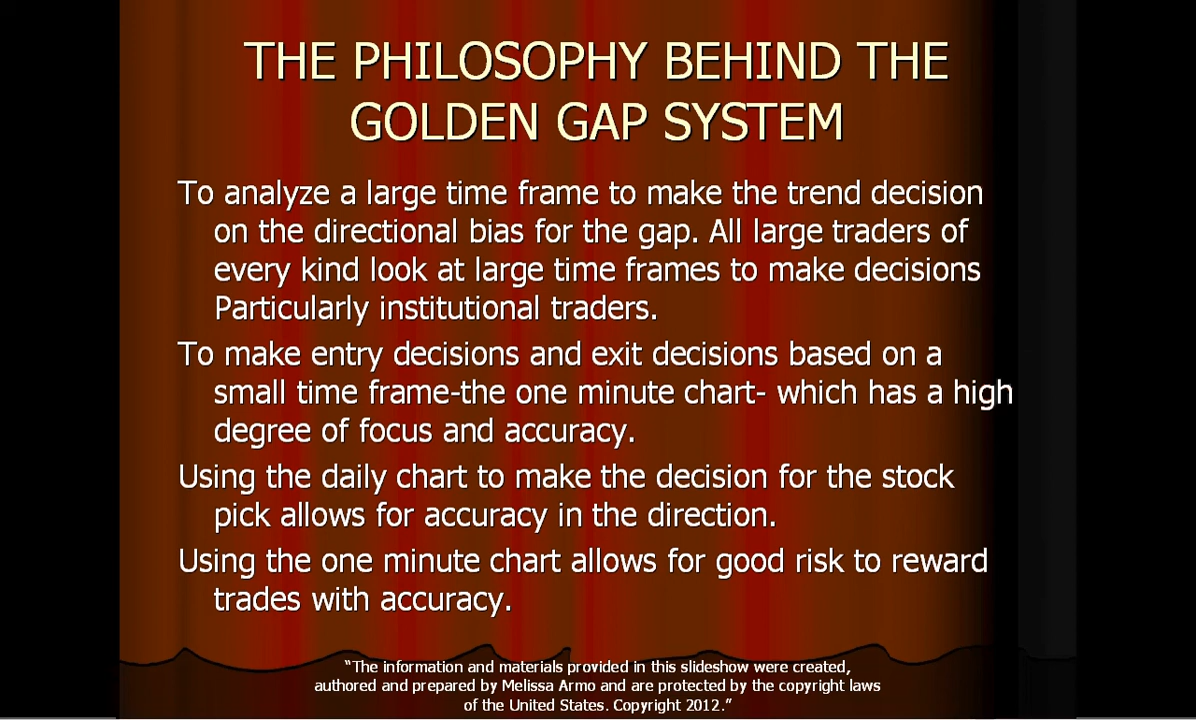 THE PHILOSOPHY BEHIND THE
GOLDEN GAP SYSTEM
To analyze a large time frame to make the trend decision
on the directional bias for the gap. All large traders of
every kind look at large time frames to make decisions
Particularly institutional traders.
To make entry decisions and exit decisions based on a
small time frame-the one minute chart- which has a high
degree of focus and accuracy.
Using the daily chart to make the decision for the stock
pick allows for accuracy in the direction.
Using the one minute chart allows for good risk to reward
trades with accuracy.
“The information and materials provided in this slideshow were created,
authored and prepared by Melissa Armo and are protected by the copyright laws
of the United States. Copyright 2012.”